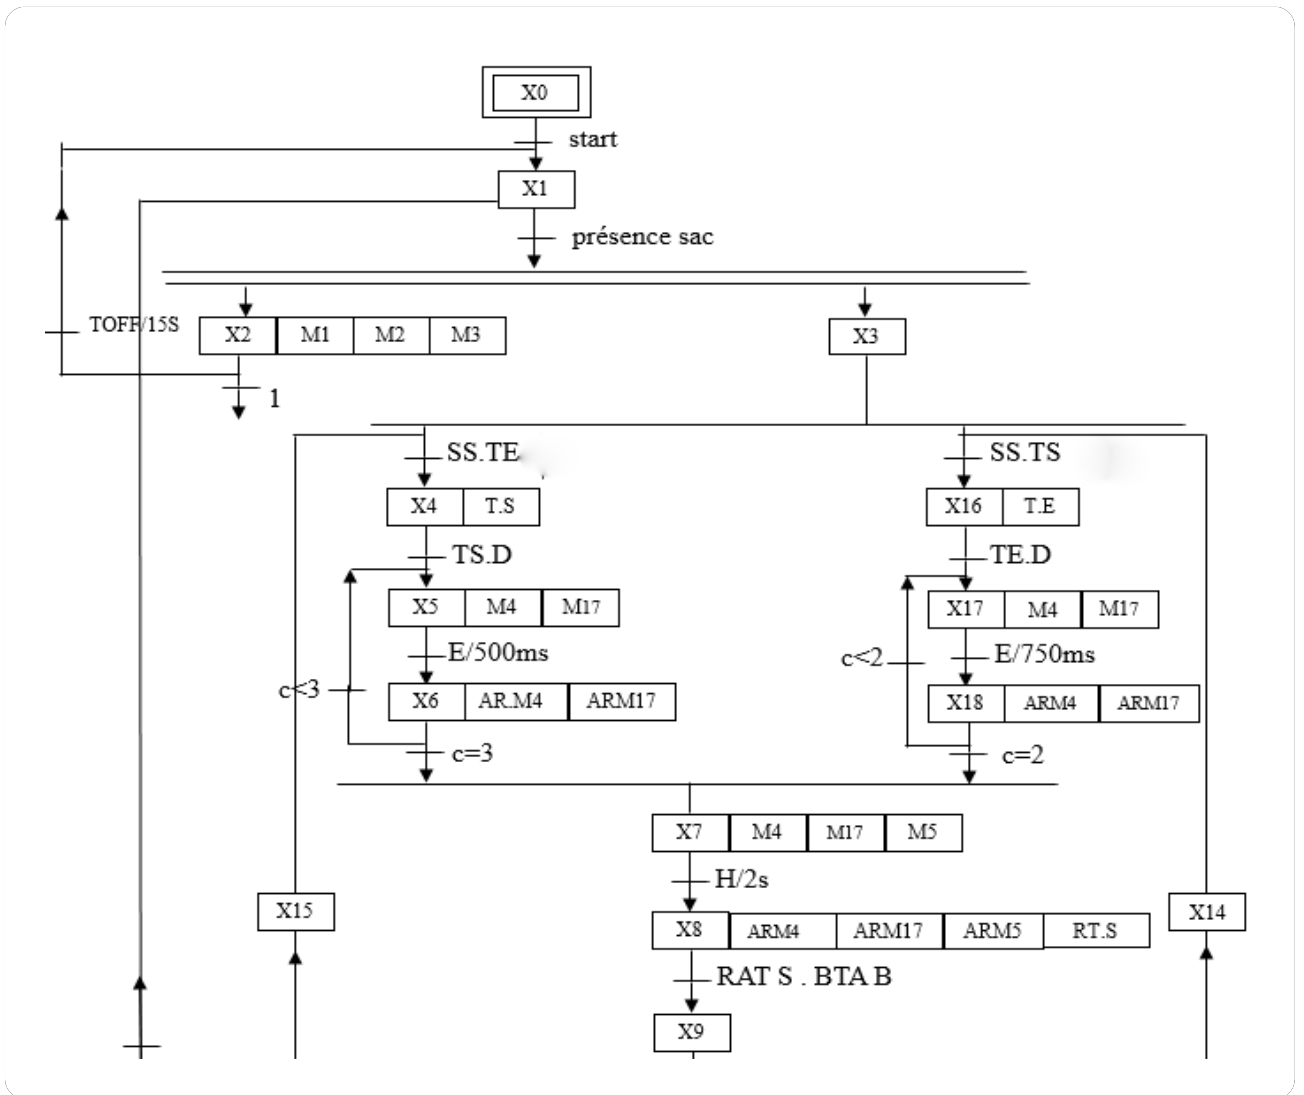 X0
start
X1
présence sac
TOFF/15S
X2 M1 M2 M3
X3
1
SS.TE
SS.TS
X4 T.S
X16 T.E
TS.D
TE.D
X5 M4 M17
X17 M4 M17
E/500ms
c<2
E/750ms
c<3
X6 AR.M4 ARM17
X18 ARM4 ARM17
c=3
c=2
X7 M4 M17 M5
H/2s
X15
X14
X8 ARM4 ARM17 ARM5 RT.S
RAT S . BTA B
X9